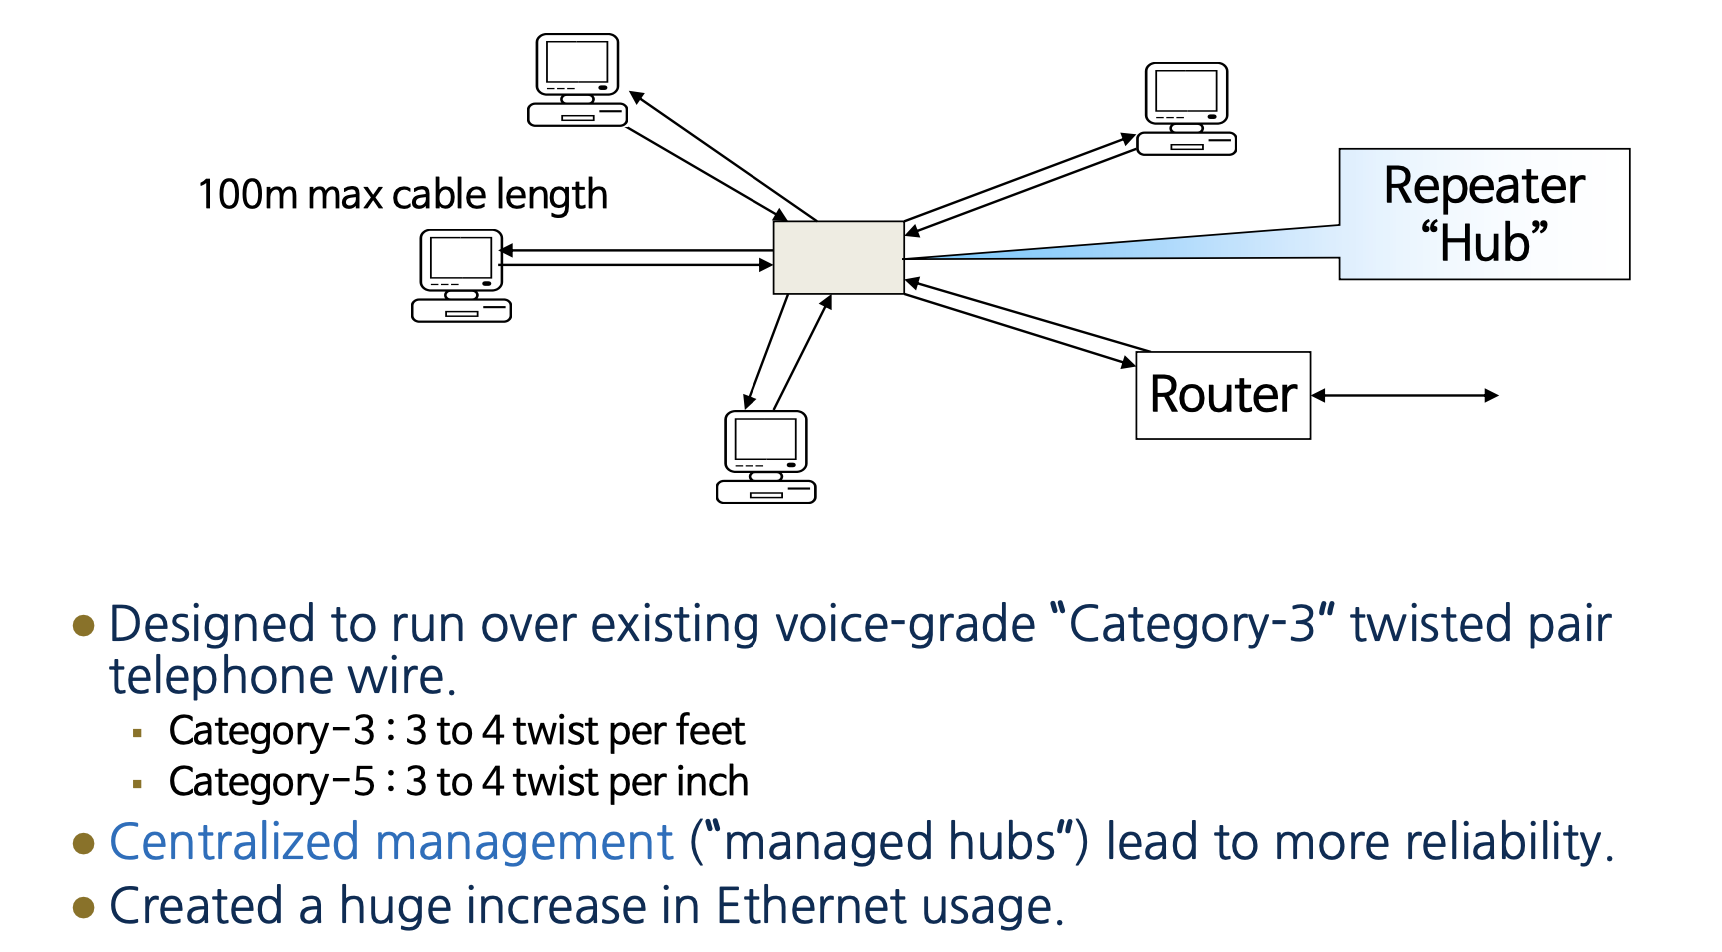 100m max cable length
Repeater
“Hub”
Router
● Designed to run over existing voice-grade “Category-3” twisted pair
telephone wire.
▪ Category-3 : 3 to 4 twist per feet
▪ Category-5 : 3 to 4 twist per inch
● Centralized management (“managed hubs”) lead to more reliability.
● Created a huge increase in Ethernet usage.